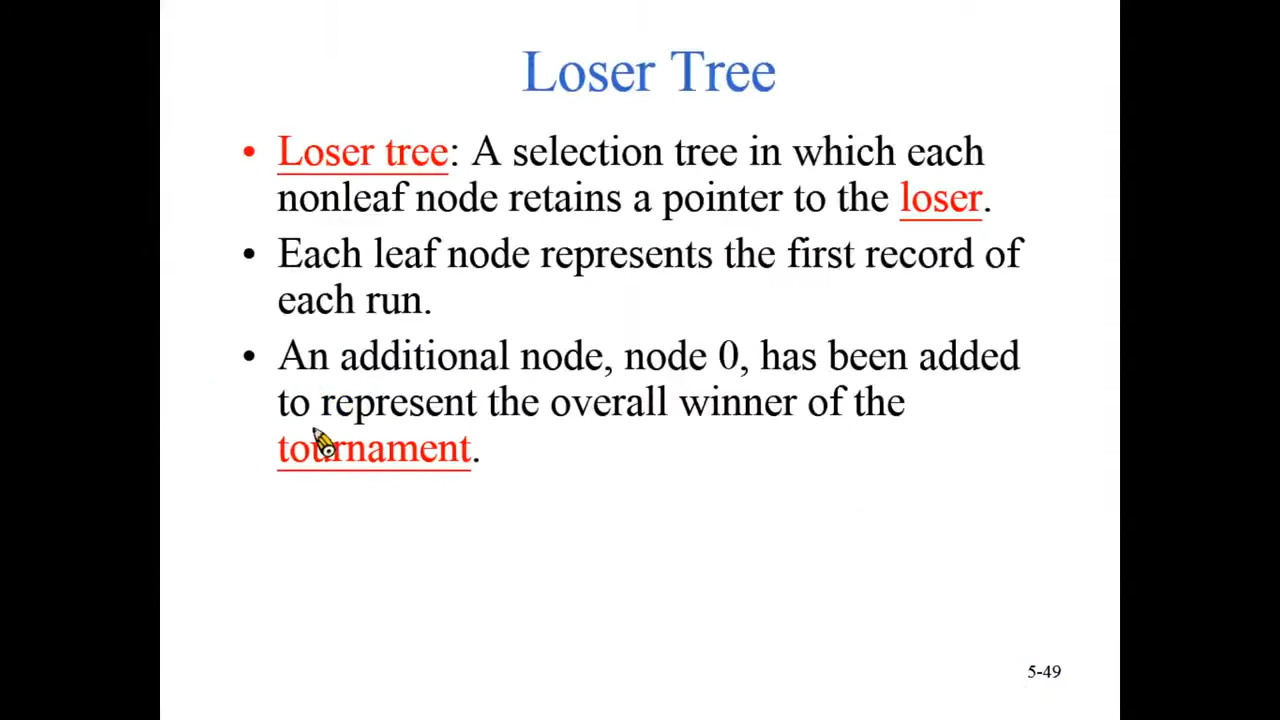 Loser Tree
• Loser tree: A selection tree in which each
nonleaf node retains a pointer to the loser.
• Each leaf node represents the first record of
each run.
• An additional node, node 0, has been added
to represent the overall winner of the
tournament.
5-49